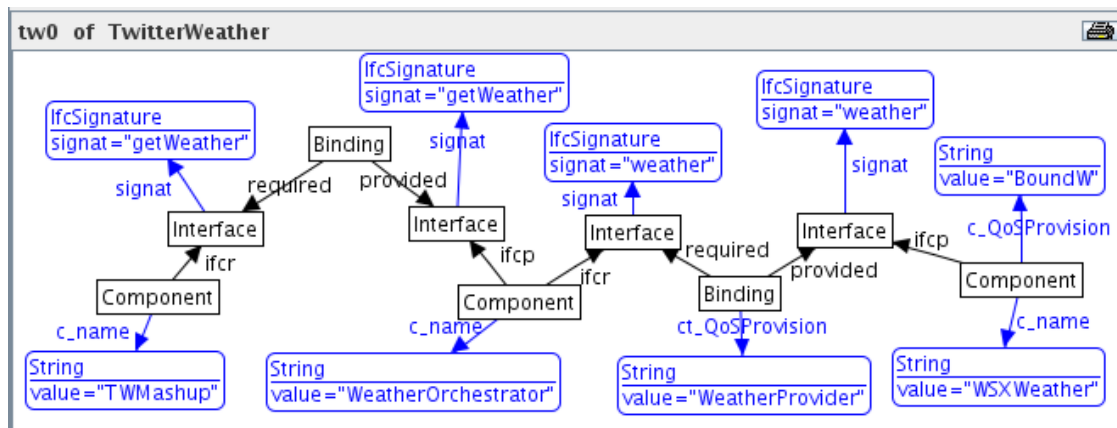 tw0 of TwitterWeather
IfcSignature
signat="getWeather"
signat
IfcSignature
signat="getWeather"
signat
IfcSignature
signat="weather"
signat
IfcSignature
signat="weather"
signat
String
value="BoundW"
c_QoSProvision
Binding
required
provided
Interface
Interface
Interface
Interface
ifcr
ifcp
ifcr
required
provided
ifcp
Component
Component
Binding
Component
c_name
c_name
ct_QoSProvision
c_name
String
value="TWMashup"
String
value="WeatherOrchestrator"
String
value="WeatherProvider"
String
value="WSXWeather"